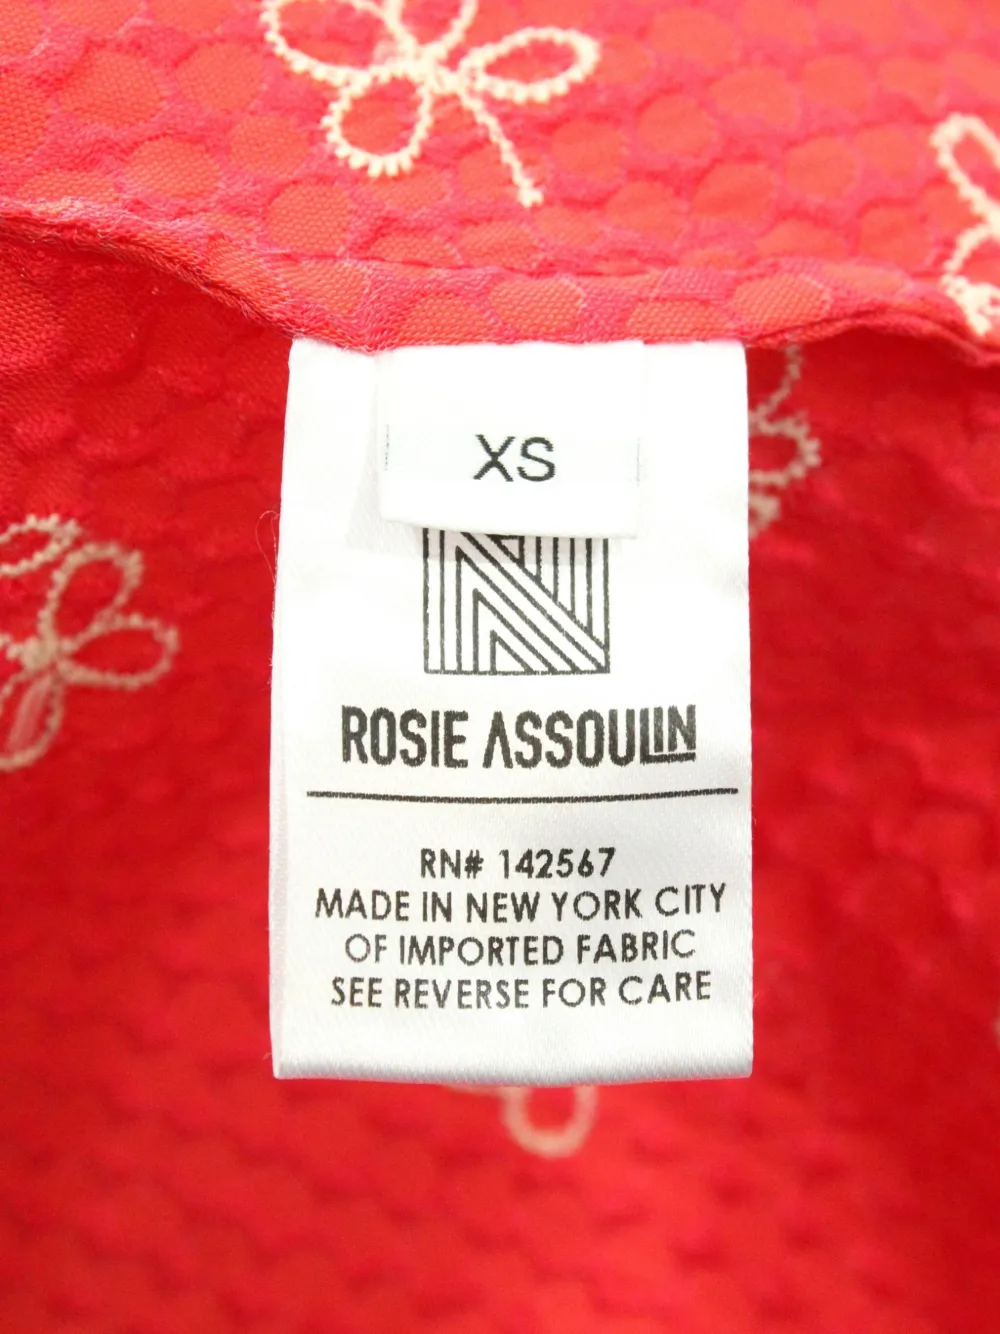 XS
ROSIE ASSOULIN
RN# 142567
MADE IN NEW YORK CITY
OF IMPORTED FABRIC
SEE REVERSE FOR CARE